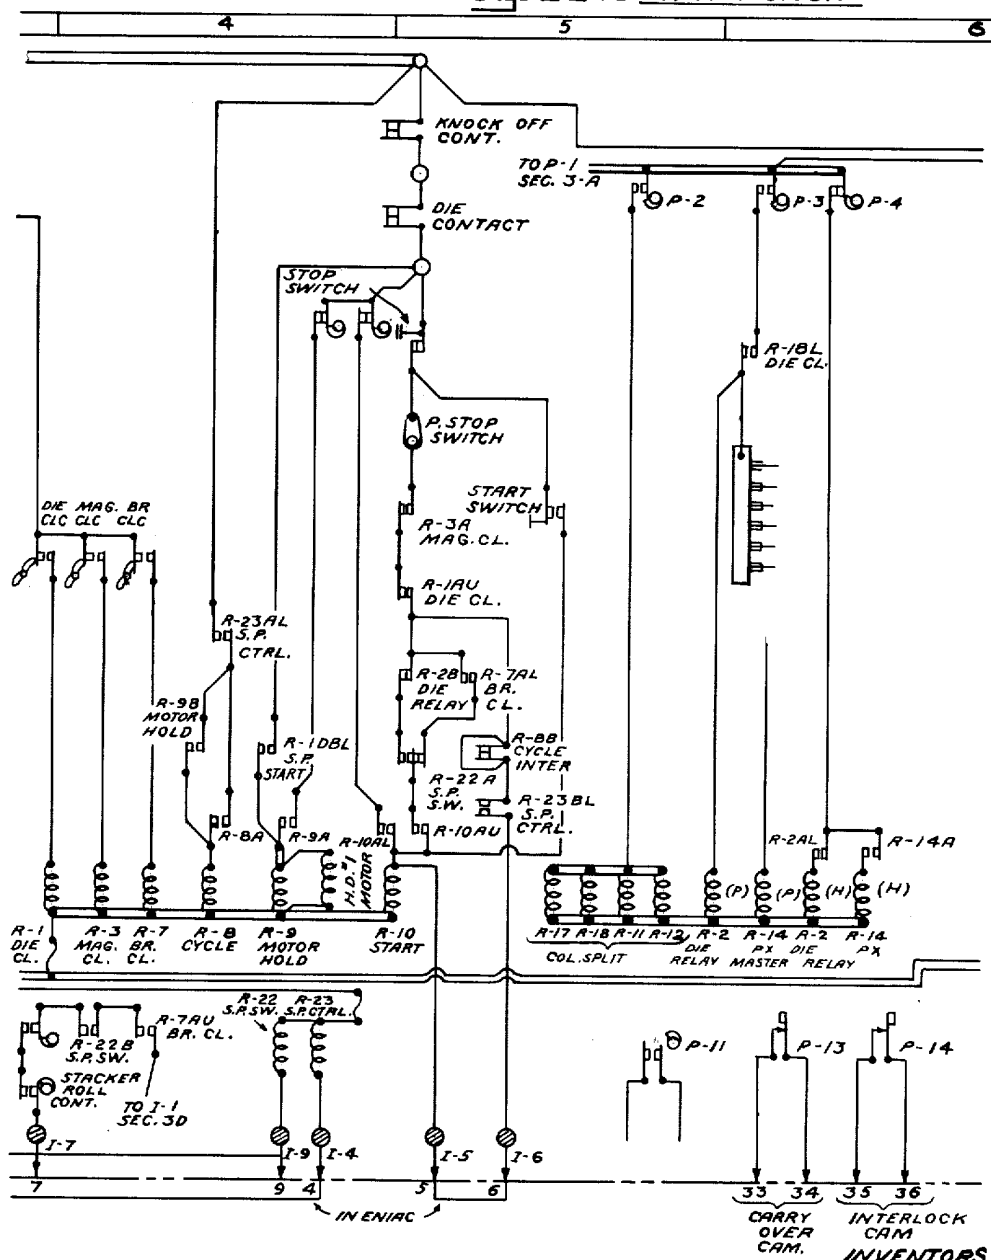 4 5 6
KNOCK OFF
CONT.
TO P-1
SEC. 3-A
P-2 P-3 P-4
DIE
CONTACT
STOP
SWITCH
R-18L
DIE CL.
P. STOP
SWITCH
START
SWITCH
DIE MAG. BR
CLC CLC CLC
R-3A
MAG. CL.
R-1AU
DIE CL.
R-23AL
S.P.
CTRL.
R-2B
DIE
RELAY
R-7AL
BR.
CL.
R-9B
MOTOR
HOLD
R-1DBL
S.P.
START
R-8B
CYCLE
INTER
R-22A
S.P.
SW.
R-23BL
S.P.
CTRL.
R-8A R-9A R-10AL R-10AU
R-2AL R-14A
H.D. #1
MOTOR
(P) (P) (H) (H)
R-1
DIE
CL.
R-3
MAG.
CL.
R-7
BR.
CL.
R-8
CYCLE
R-9
MOTOR
HOLD
R-10
START
R-17 R-18 R-11 R-12
COL. SPLIT
R-2
DIE
RELAY
R-14
PX
MASTER
R-2
DIE
RELAY
R-14
PX
R-22
S.P. SW.
R-23
S.P. CTRL.
R-7AU
BR. CL.
R-22B
S.P. SW.
STACKER
ROLL
CONT.
TO I-1
SEC. 3D
P-11 P-13 P-14
I-7 I-9 I-4 I-5 I-6
7 9 4 5 6 33 34 35 36
IN ENIAC
CARRY
OVER
CAM.
INTERLOCK
CAM
INVENTORS